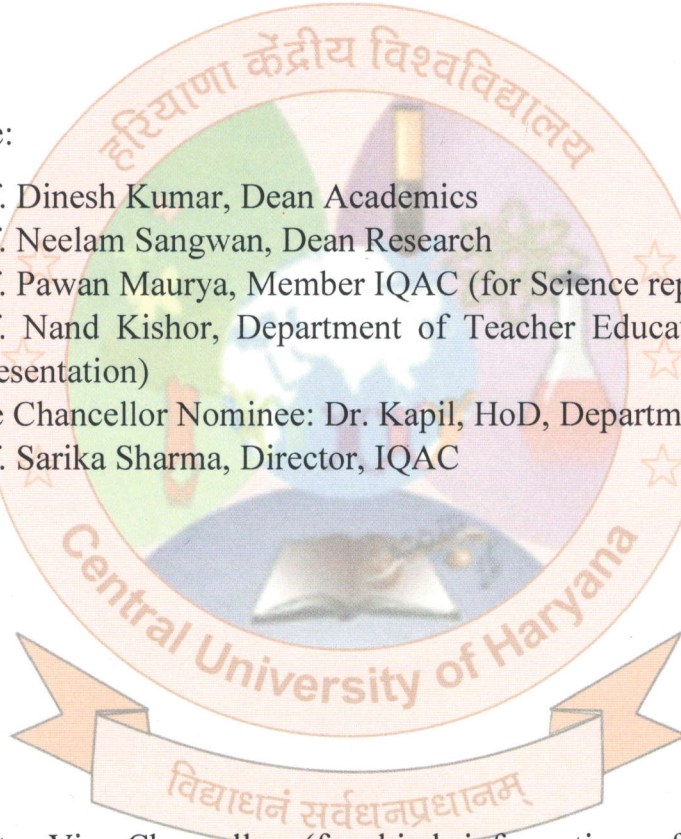 हरियाणा केंद्रीय विश्वविद्यालय
e:
f. Dinesh Kumar, Dean Academics
f. Neelam Sangwan, Dean Research
f. Pawan Maurya, Member IQAC (for Science rep
f. Nand Kishor, Department of Teacher Educat
esentation)
e Chancellor Nominee: Dr. Kapil, HoD, Departm
f. Sarika Sharma, Director, IQAC
Central University of Haryana
विद्याधनं सर्वधनप्रधानम्